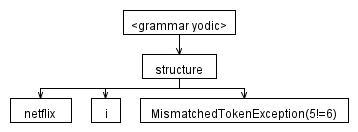 <grammar yodic>
structure
netflix i MismatchedTokenException(5!=6)